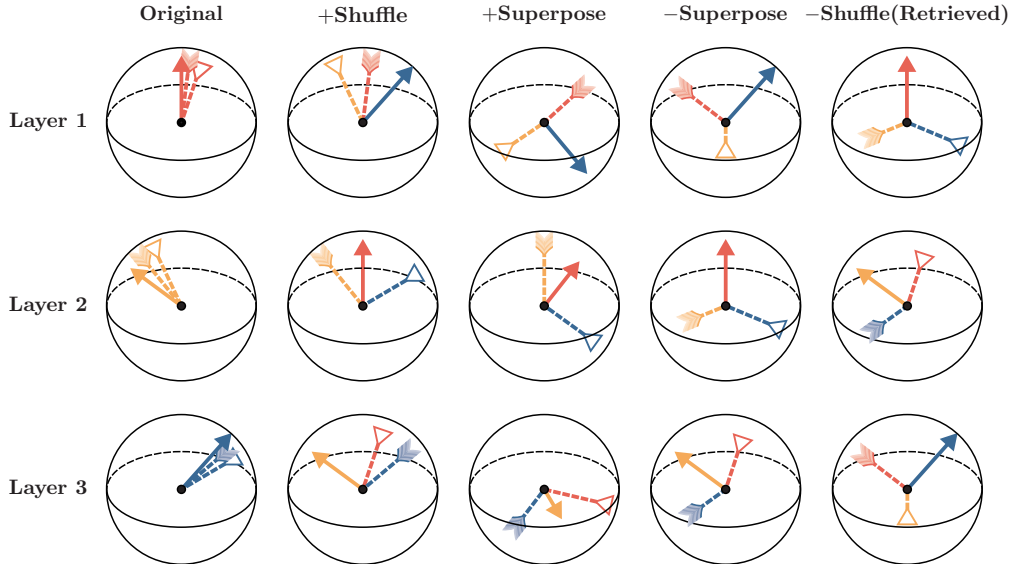 Original +Shuffle +Superpose −Superpose −Shuffle(Retrieved)
Layer 1
Layer 2
Layer 3